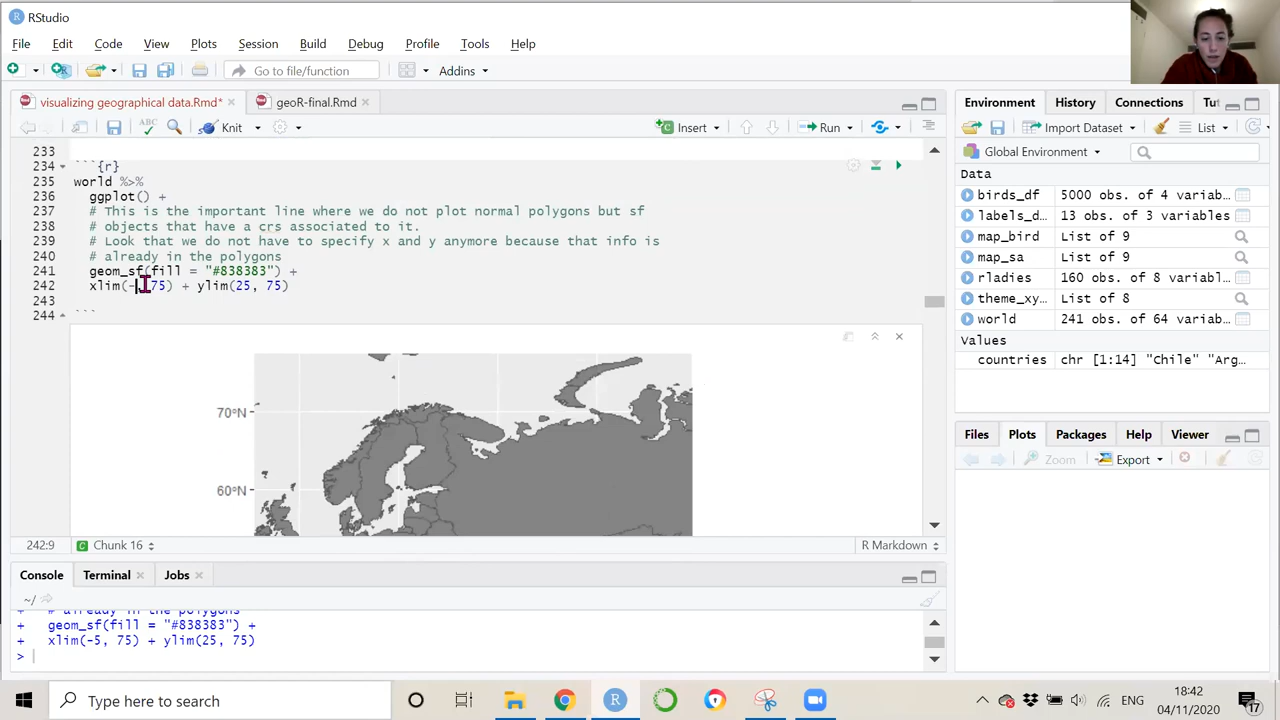 RStudio
File Edit Code View Plots Session Build Debug Profile Tools Help
Go to file/function Addins
visualizing geographical data.Rmd* geoR-final.Rmd
ABC Knit Insert Run
233
234 ```{r}
235 world %>%
236 ggplot() +
237 # This is the important line where we do not plot normal polygons but sf
238 # objects that have a crs associated to it.
239 # Look that we do not have to specify x and y anymore because that info is
240 # already in the polygons
241 geom_sf(fill = "#838383") +
242 xlim(-, 75) + ylim(25, 75)
243
244 ```
70°N
60°N
242:9 Chunk 16 R Markdown
Console Terminal Jobs
~/
+ # already in the polygons
+ geom_sf(fill = "#838383") +
+ xlim(-5, 75) + ylim(25, 75)
>
Environment History Connections Tu
Import Dataset List
Global Environment
Data
birds_df 5000 obs. of 4 variab…
labels_d… 13 obs. of 3 variables
map_bird List of 9
map_sa List of 9
rladies 160 obs. of 8 variabl…
theme_xy… List of 8
world 241 obs. of 64 variab…
Values
countries chr [1:14] "Chile" "Arg…
Files Plots Packages Help Viewer
Zoom Export
Type here to search
ENG
18:42
04/11/2020
17